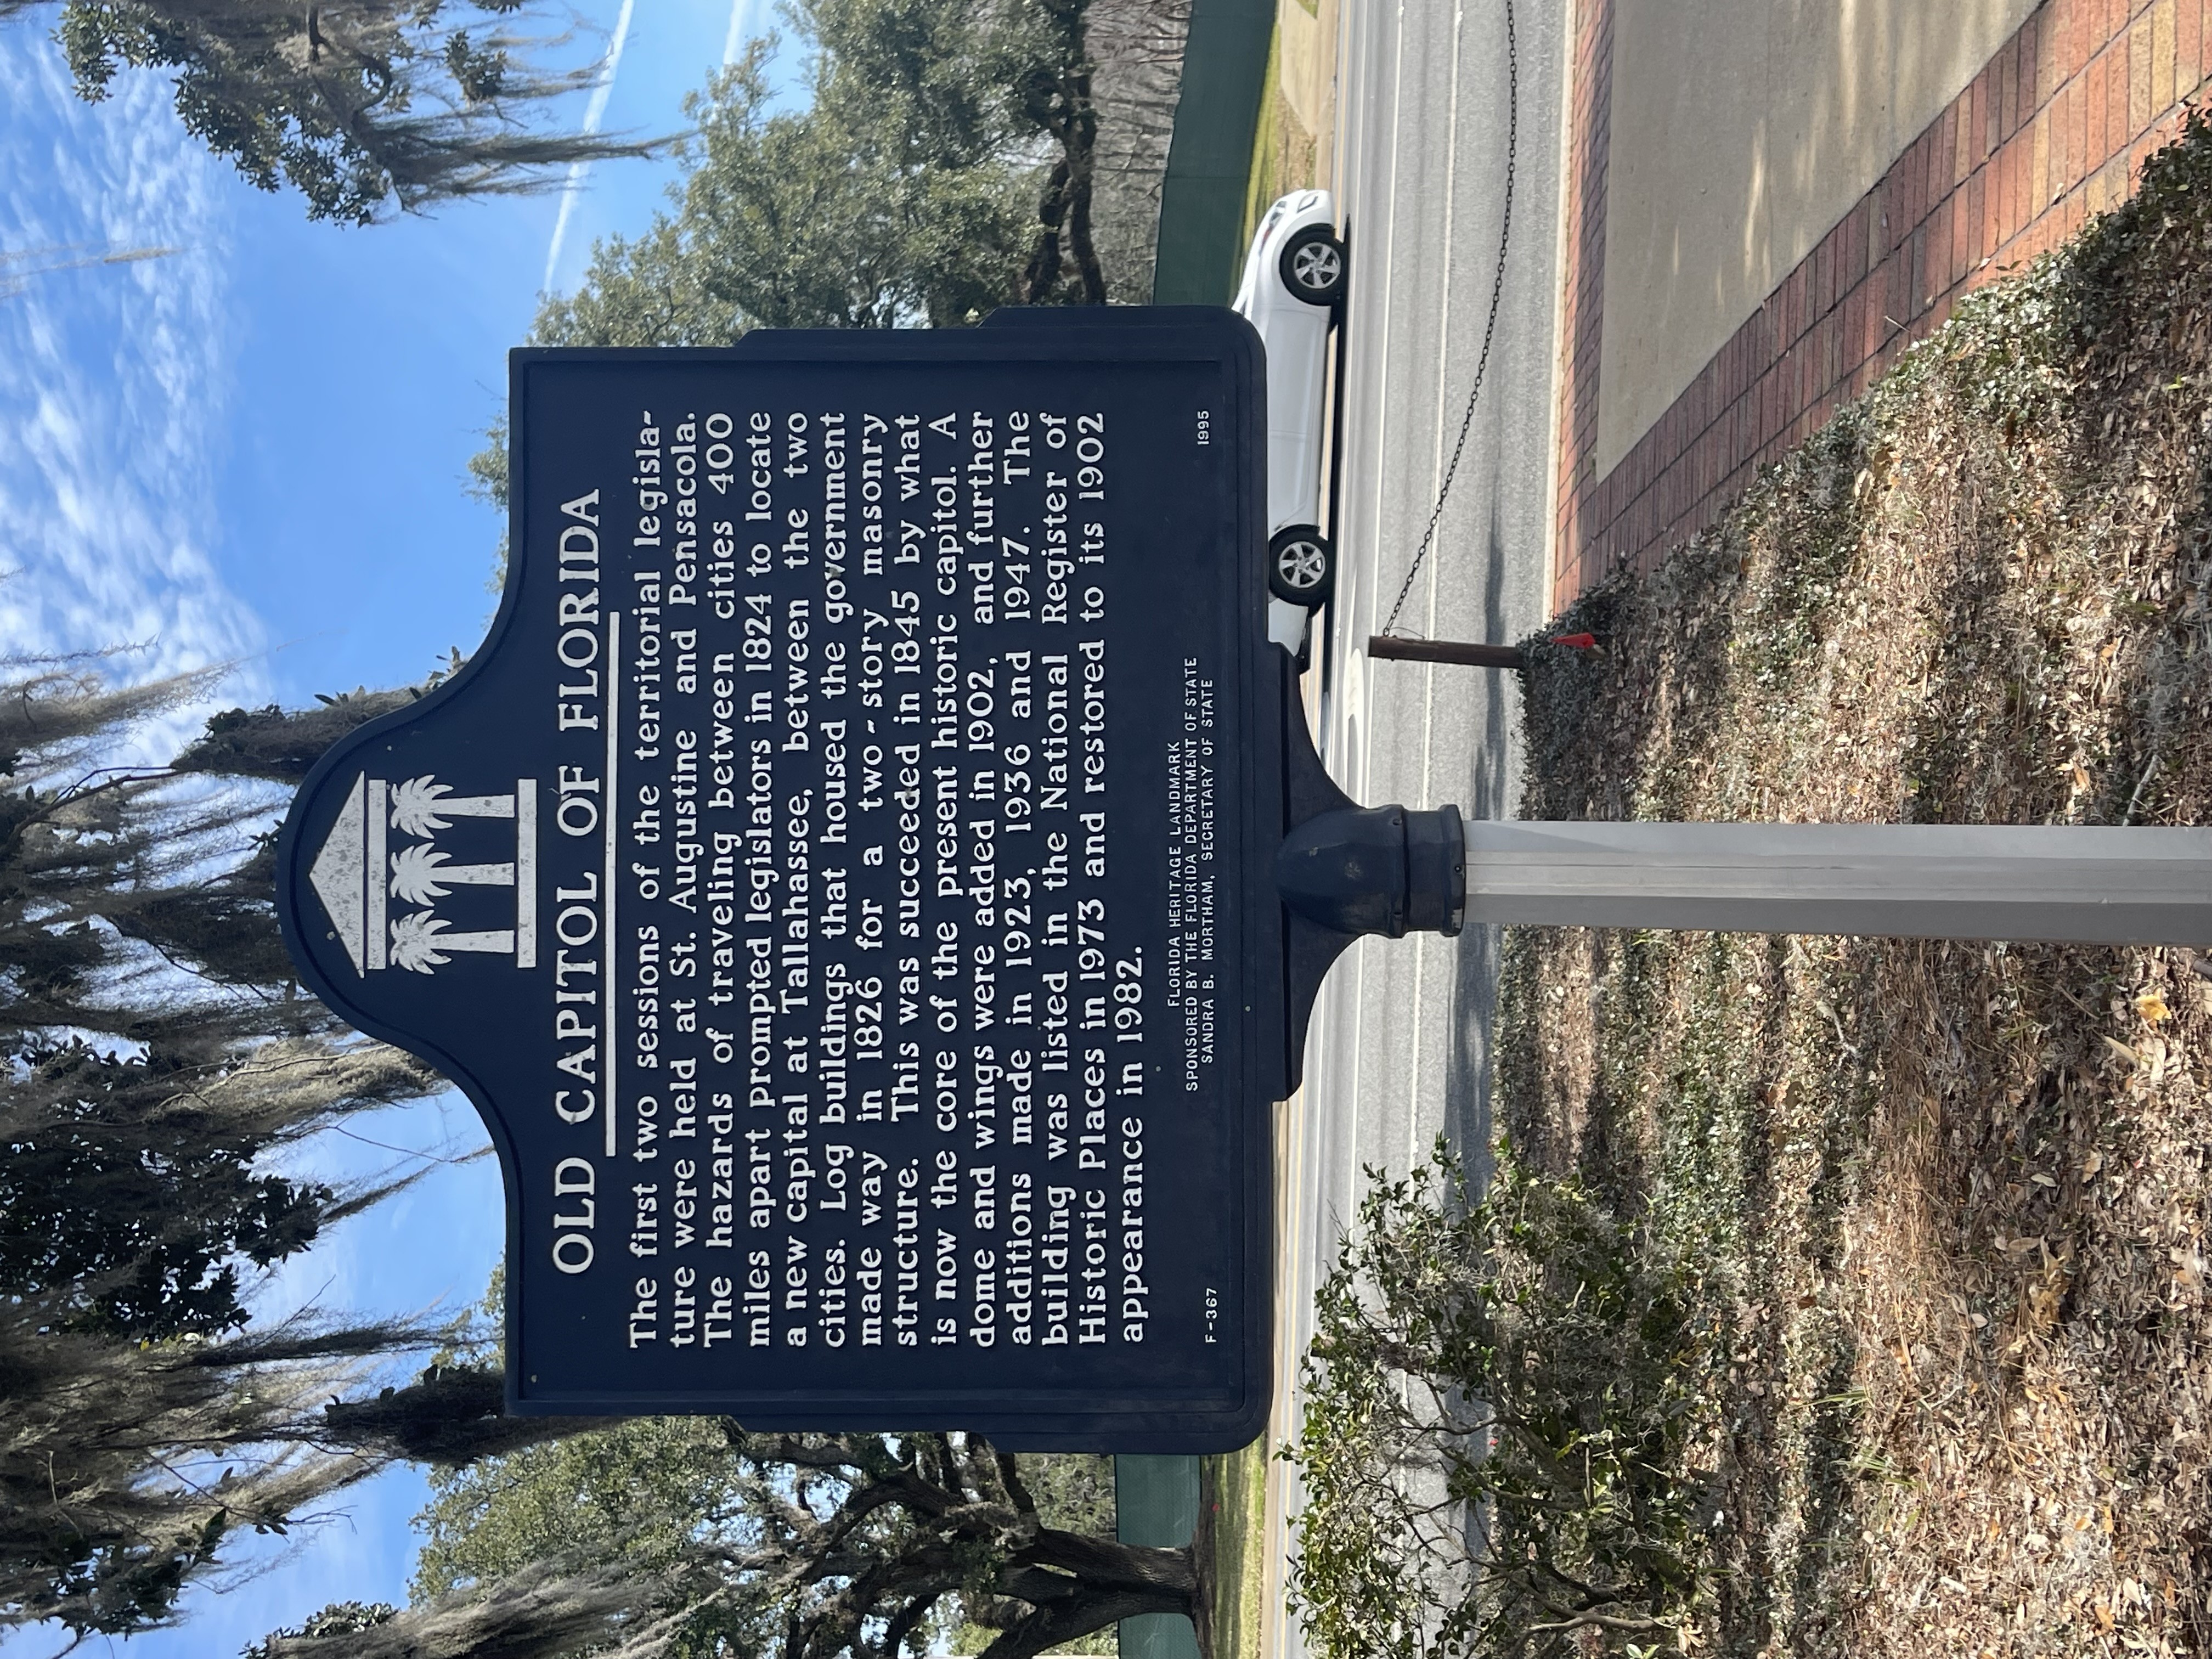 OLD CAPITOL OF FLORIDA
The first two sessions of the territorial legisla-
ture were held at St. Augustine and Pensacola.
The hazards of traveling between cities 400
miles apart prompted legislators in 1824 to locate
a new capital at Tallahassee, between the two
cities. Log buildings that housed the government
made way in 1826 for a two-story masonry
structure. This was succeeded in 1845 by what
is now the core of the present historic capitol. A
dome and wings were added in 1902, and further
additions made in 1923, 1936 and 1947. The
building was listed in the National Register of
Historic Places in 1973 and restored to its 1902
appearance in 1982.
FLORIDA HERITAGE LANDMARK
SPONSORED BY THE FLORIDA DEPARTMENT OF STATE
F-367 SANDRA B. MORTHAM, SECRETARY OF STATE 1995